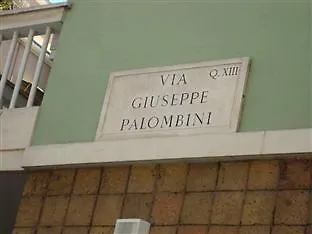 VIA Q. XIII
GIUSEPPE
PALOMBINI